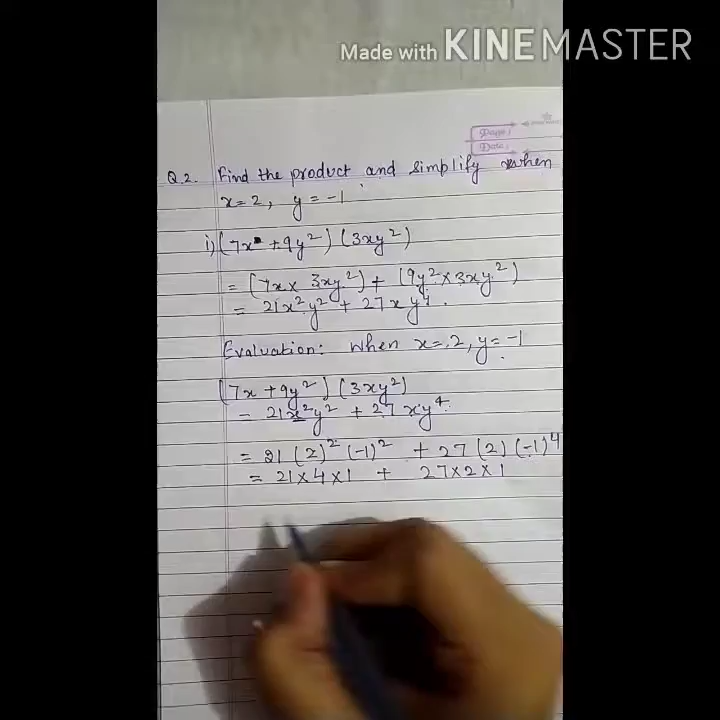 Made with KINEMASTER
Page:
Date:
Q.2. Find the product and simplify when
x=2, y=-1
i) (7x +9y²) (3xy²)
= (7x × 3xy²) + (9y² × 3xy²)
= 21x²y² + 27xy⁴.
Evaluation: when x=2, y=-1
(7x +9y²) (3xy²)
= 21x²y² + 27xy⁴
= 21 (2)² (-1)² + 27 (2) (-1)⁴
= 21×4×1 + 27×2×1